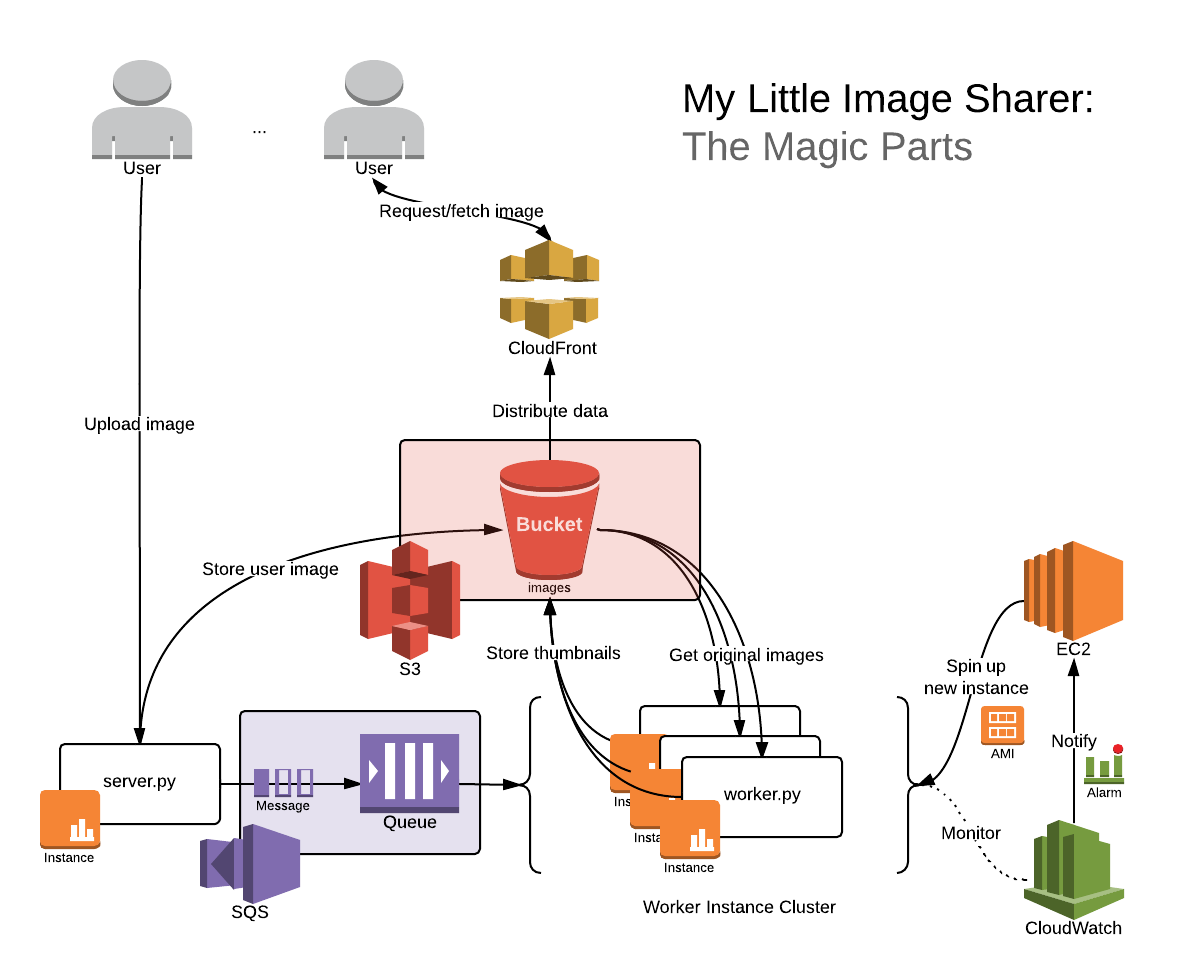 My Little Image Sharer:
The Magic Parts
...
User
User
Request/fetch image
CloudFront
Distribute data
Upload image
Bucket
images
Store user image
S3
Store thumbnails
Get original images
EC2
Spin up
new instance
AMI
Notify
Alarm
server.py
Instance
Message
Queue
SQS
Ins
Insta
worker.py
Instance
Monitor
Worker Instance Cluster
CloudWatch